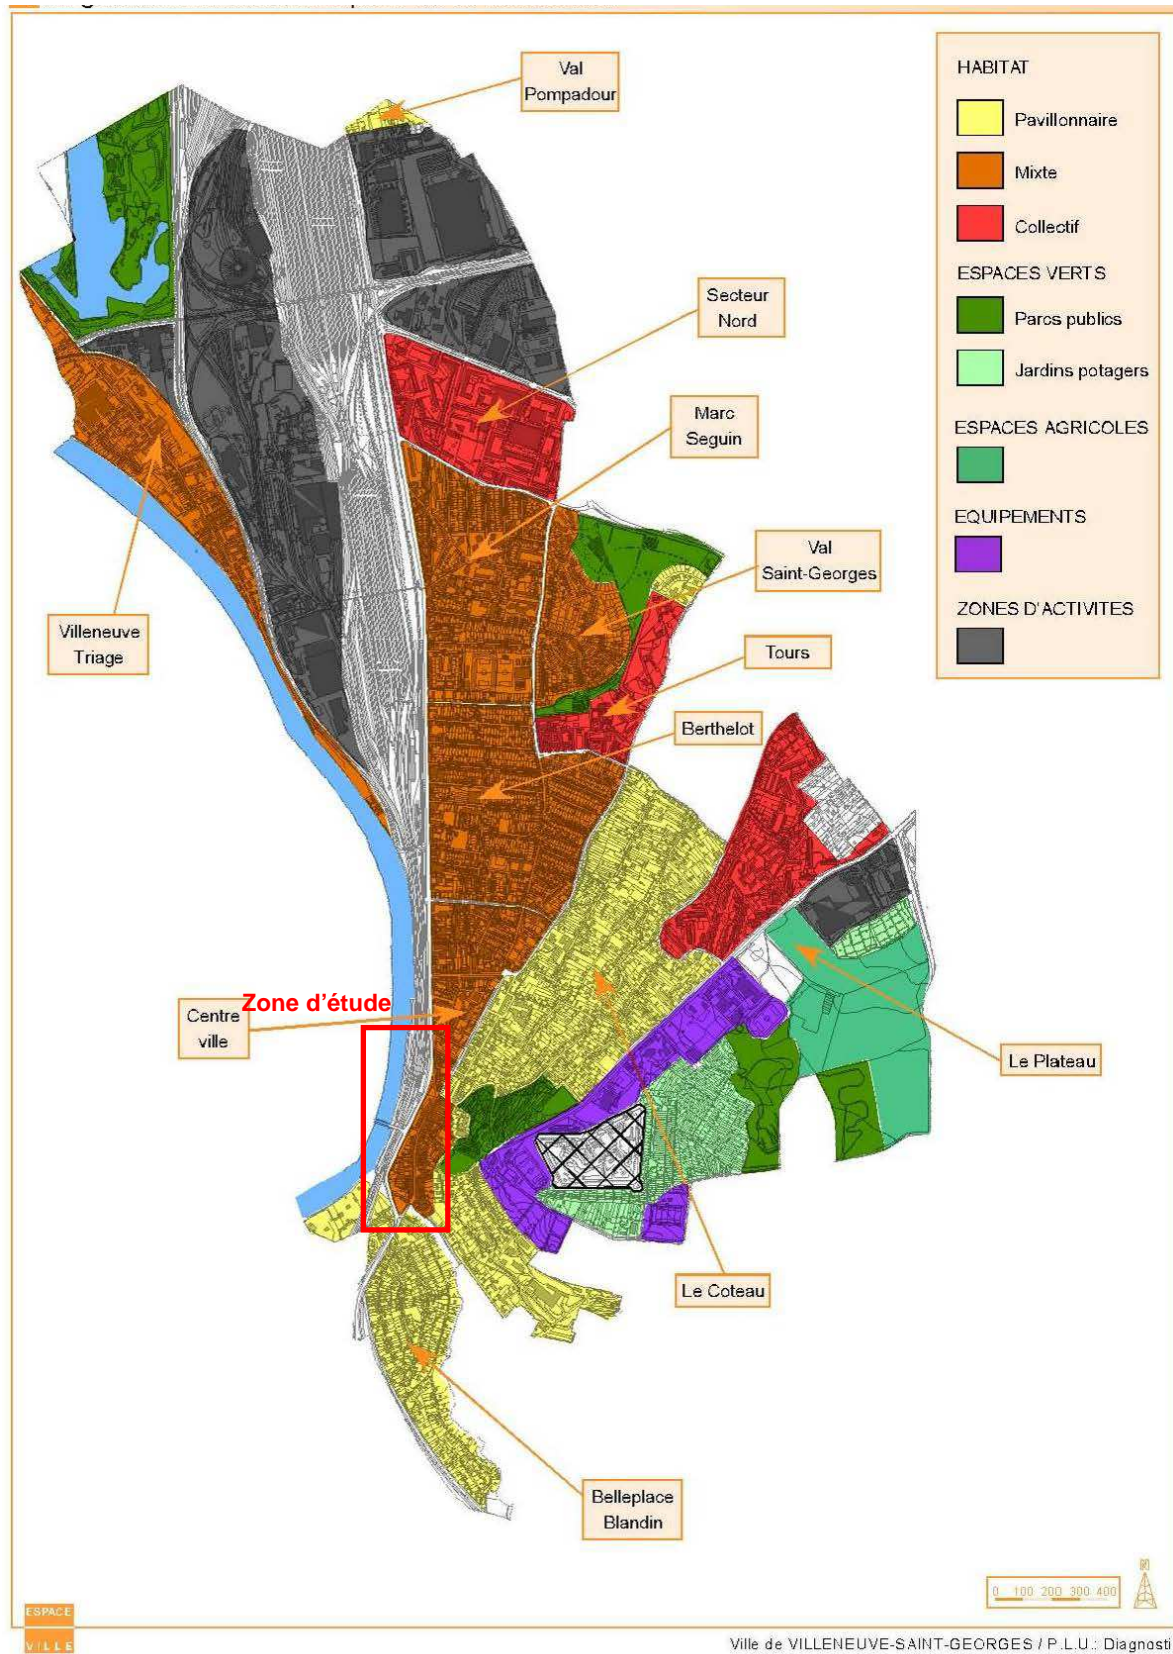 Val
Pompadour
HABITAT
Pavillonnaire
Mixte
Collectif
ESPACES VERTS
Parcs publics
Jardins potagers
ESPACES AGRICOLES
EQUIPEMENTS
ZONES D'ACTIVITES
Secteur
Nord
Marc
Seguin
Val
Saint-Georges
Villeneuve
Triage
Tours
Berthelot
Zone d'étude
Centre
ville
Le Plateau
Le Coteau
Belleplace
Blandin
0 100 200 300 400
N
ESPACE
VILLE
Ville de VILLENEUVE-SAINT-GEORGES / P.L.U.: Diagnosti